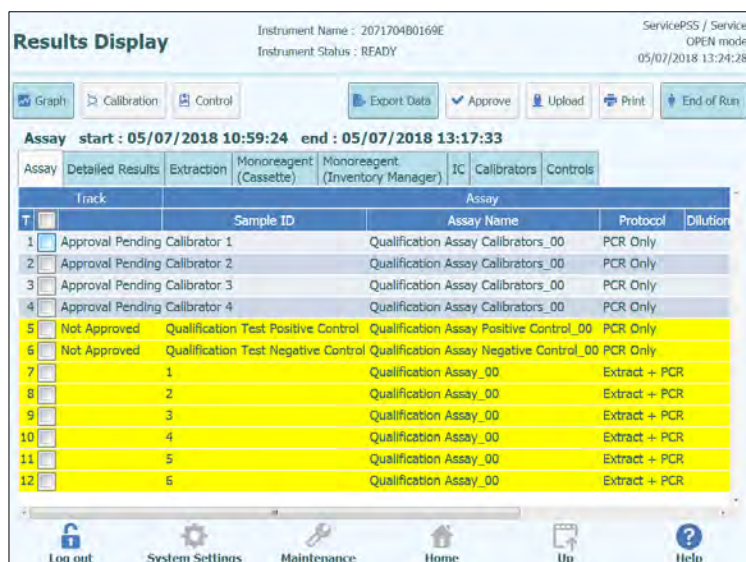 Results Display
Instrument Name : 2071704B0169E
Instrument Status : READY
ServicePSS / Service
OPEN mode
05/07/2018 13:24:28
Graph Calibration Control Export Data Approve Upload Print End of Run
Assay start : 05/07/2018 10:59:24 end : 05/07/2018 13:17:33
Assay Detailed Results Extraction Monoreagent (Cassette) Monoreagent (Inventory Manager) IC Calibrators Controls
Track Assay
T Sample ID Assay Name Protocol Dilution
1 Approval Pending Calibrator 1 Qualification Assay Calibrators_00 PCR Only
2 Approval Pending Calibrator 2 Qualification Assay Calibrators_00 PCR Only
3 Approval Pending Calibrator 3 Qualification Assay Calibrators_00 PCR Only
4 Approval Pending Calibrator 4 Qualification Assay Calibrators_00 PCR Only
5 Not Approved Qualification Test Positive Control Qualification Assay Positive Control_00 PCR Only
6 Not Approved Qualification Test Negative Control Qualification Assay Negative Control_00 PCR Only
7 1 Qualification Assay_00 Extract + PCR
8 2 Qualification Assay_00 Extract + PCR
9 3 Qualification Assay_00 Extract + PCR
10 4 Qualification Assay_00 Extract + PCR
11 5 Qualification Assay_00 Extract + PCR
12 6 Qualification Assay_00 Extract + PCR
Log out System Settings Maintenance Home Up Help